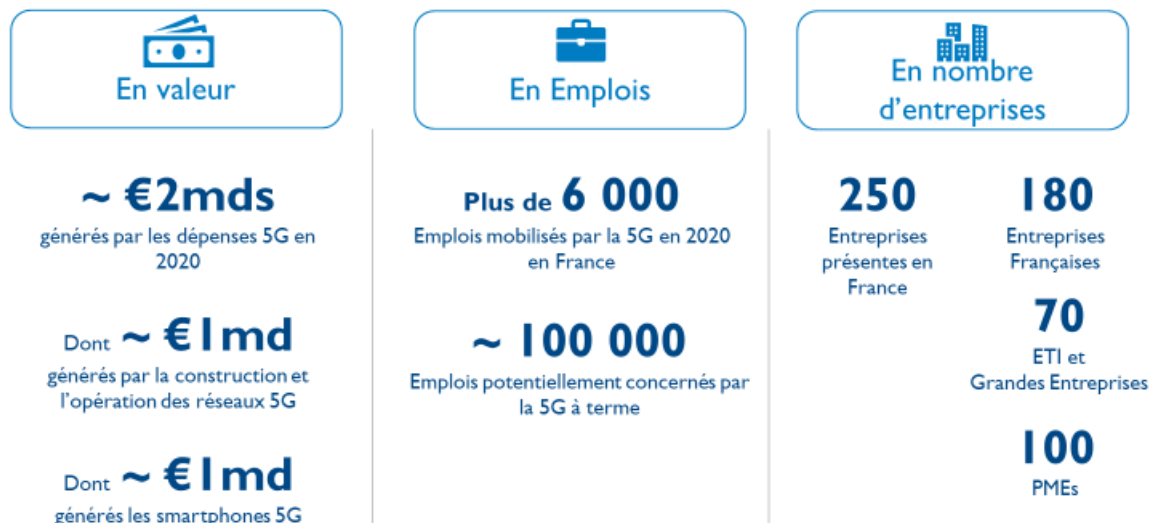 En valeur
~ €2mds
générés par les dépenses 5G en
2020
Dont ~ €1md
générés par la construction et
l'opération des réseaux 5G
Dont ~ €1md
générés les smartphones 5G
En Emplois
Plus de 6 000
Emplois mobilisés par la 5G en 2020
en France
~ 100 000
Emplois potentiellement concernés par
la 5G à terme
En nombre
d'entreprises
250
Entreprises
présentes en
France
180
Entreprises
Françaises
70
ETI et
Grandes Entreprises
100
PMEs